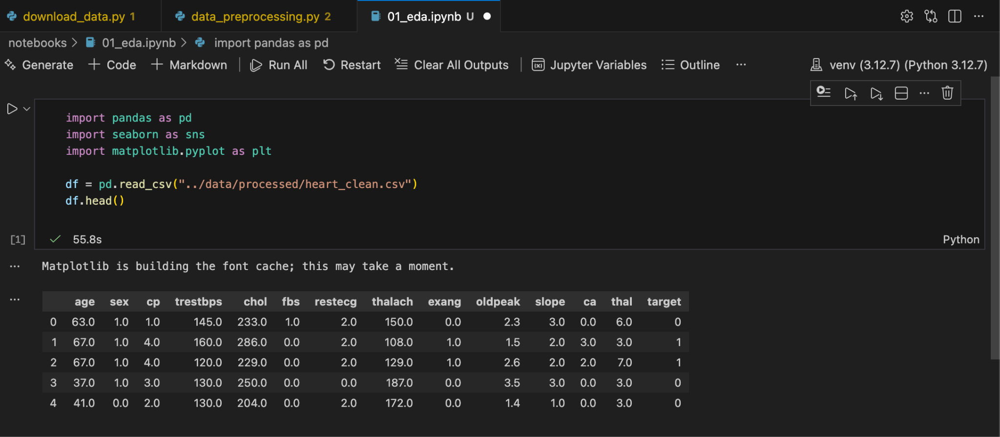 download_data.py 1 data_preprocessing.py 2 01_eda.ipynb U
notebooks > 01_eda.ipynb > import pandas as pd
Generate + Code + Markdown | Run All Restart Clear All Outputs | Jupyter Variables Outline ... venv (3.12.7) (Python 3.12.7)
import pandas as pd
import seaborn as sns
import matplotlib.pyplot as plt
df = pd.read_csv("../data/processed/heart_clean.csv")
df.head()
[1] 55.8s Python
Matplotlib is building the font cache; this may take a moment.
age sex cp trestbps chol fbs restecg thalach exang oldpeak slope ca thal target
0 63.0 1.0 1.0 145.0 233.0 1.0 2.0 150.0 0.0 2.3 3.0 0.0 6.0 0
1 67.0 1.0 4.0 160.0 286.0 0.0 2.0 108.0 1.0 1.5 2.0 3.0 3.0 1
2 67.0 1.0 4.0 120.0 229.0 0.0 2.0 129.0 1.0 2.6 2.0 2.0 7.0 1
3 37.0 1.0 3.0 130.0 250.0 0.0 0.0 187.0 0.0 3.5 3.0 0.0 3.0 0
4 41.0 0.0 2.0 130.0 204.0 0.0 2.0 172.0 0.0 1.4 1.0 0.0 3.0 0